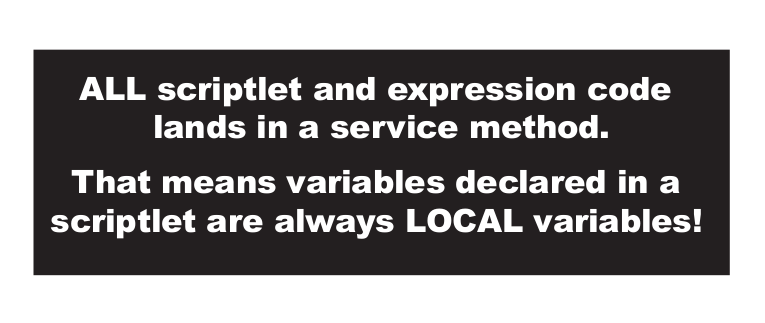 ALL scriptlet and expression code
lands in a service method.
That means variables declared in a
scriptlet are always LOCAL variables!